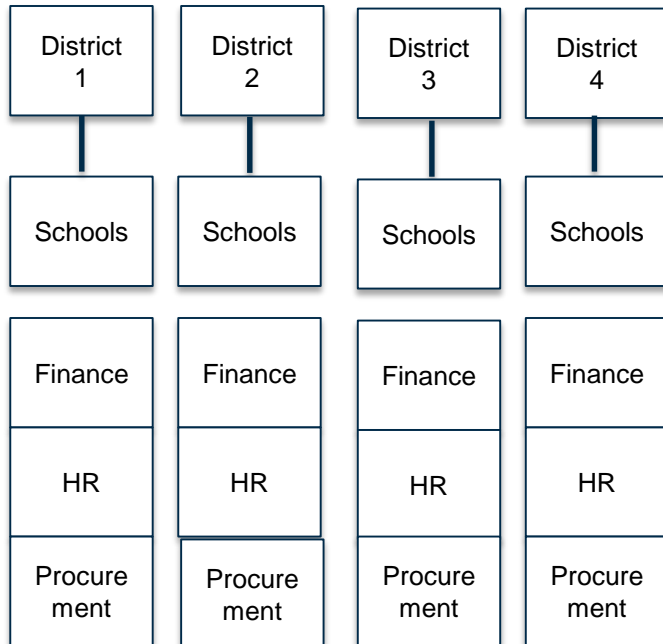 District
1
District
2
District
3
District
4
Schools
Schools
Schools
Schools
Finance
Finance
Finance
Finance
HR
HR
HR
HR
Procure
ment
Procure
ment
Procure
ment
Procure
ment